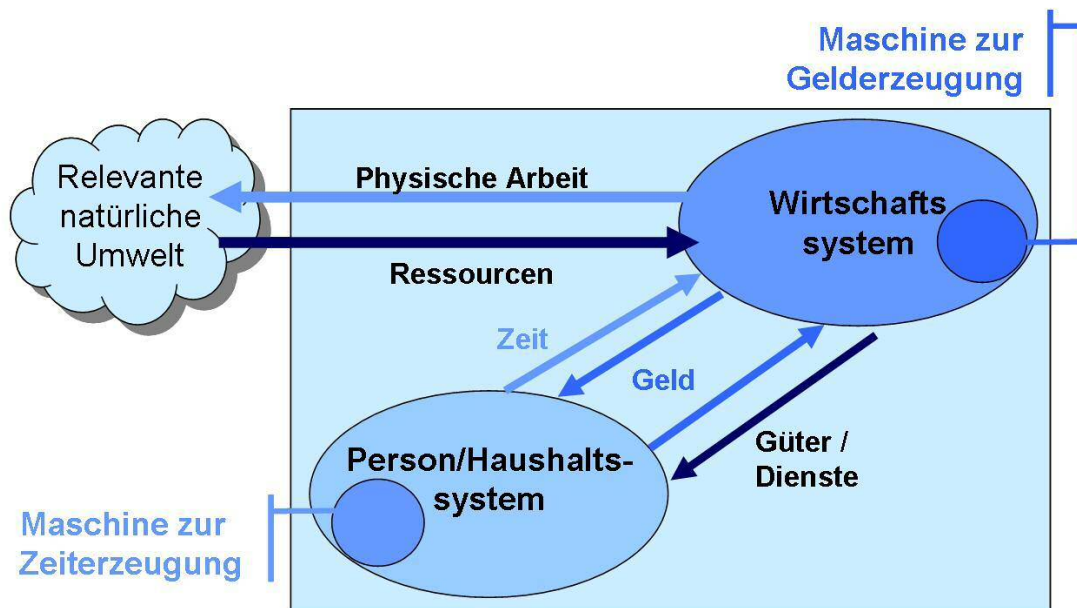 Maschine zur
Gelderzeugung
Relevante
natürliche
Umwelt
Physische Arbeit
Ressourcen
Wirtschafts
system
Zeit
Geld
Güter /
Dienste
Person/Haushalts-
system
Maschine zur
Zeiterzeugung